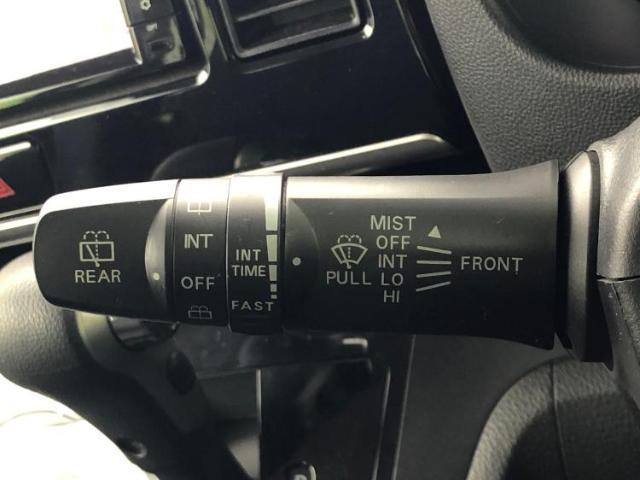 REAR
INT
OFF
INT
TIME
FAST
PULL
MIST
OFF
INT
LO
HI
FRONT